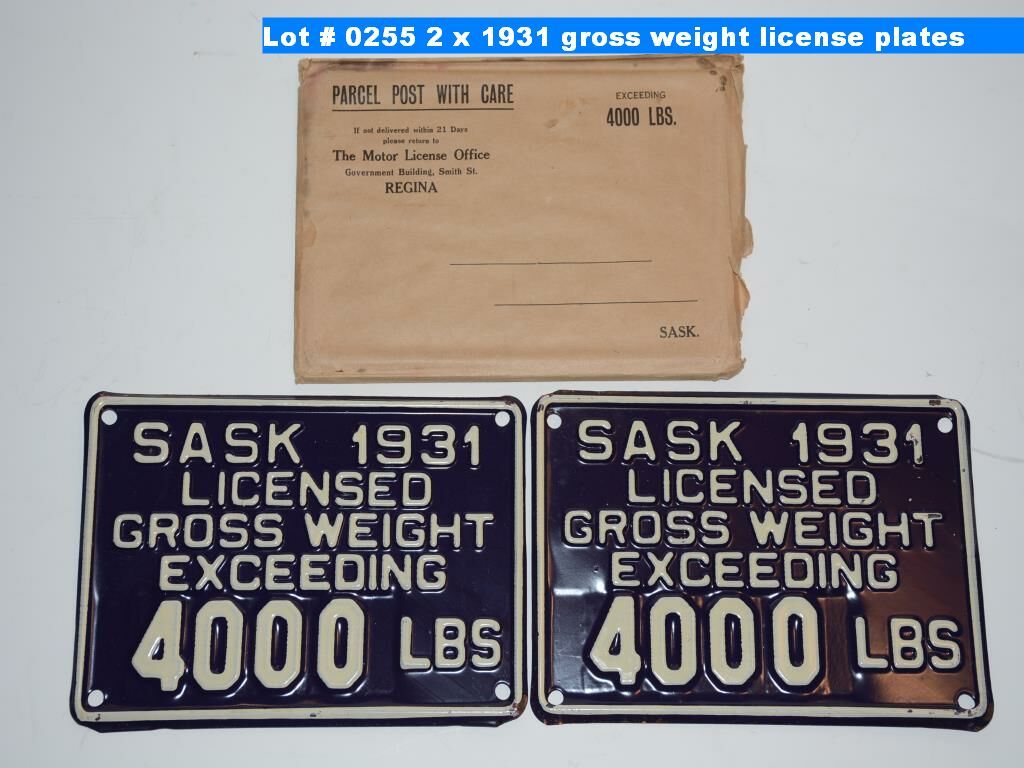 Lot # 0255 2 x 1931 gross weight license plates
PARCEL POST WITH CARE
If not delivered within 21 Days
please return to
The Motor License Office
Government Building, Smith St.
REGINA
EXCEEDING
4000 LBS.
SASK.
SASK 1931
LICENSED
GROSS WEIGHT
EXCEEDING
4000 LBS
SASK 1931
LICENSED
GROSS WEIGHT
EXCEEDING
4000 LBS